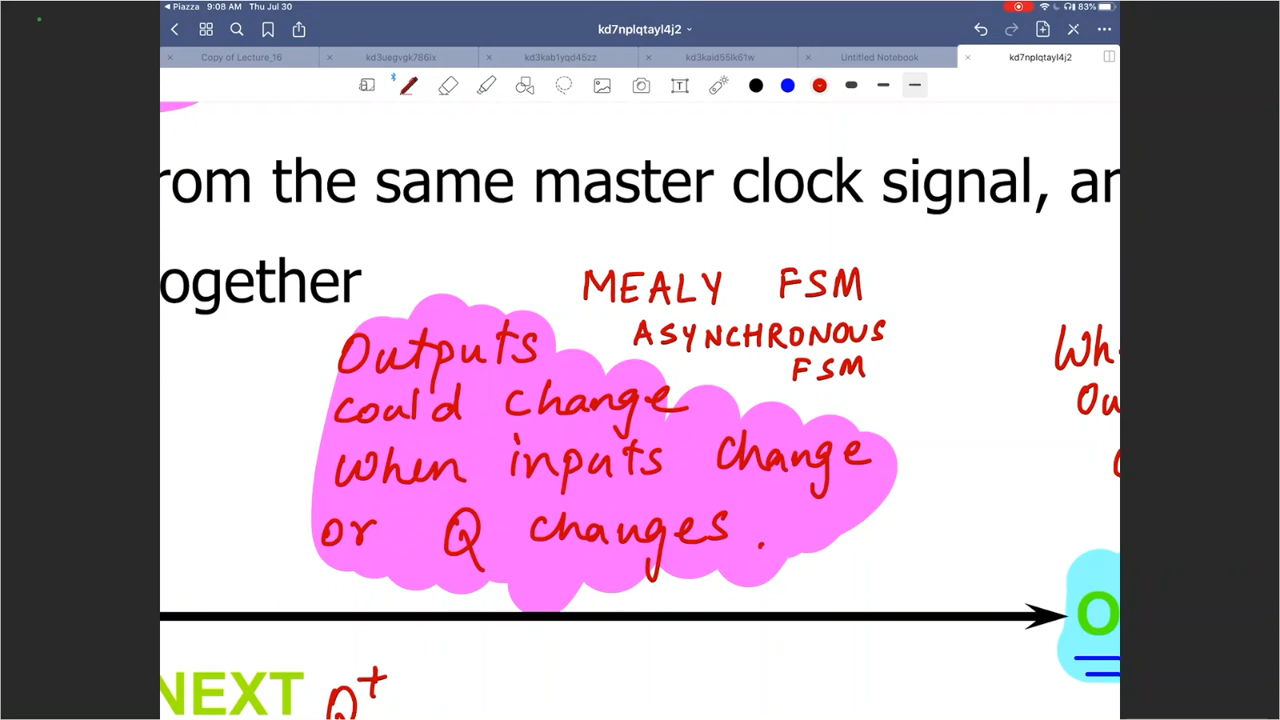 Piazza 9:08 AM Thu Jul 30 83%
kd7nplqtayl4j2
Copy of Lecture_16 kd3uegvgk786ix kd3kab1yqd45zz kd3kaid55lk61w Untitled Notebook kd7nplqtayl4j2
rom the same master clock signal, an
ogether
MEALY FSM
ASYNCHRONOUS
FSM
Outputs
could change
when inputs change
or Q changes.
Wh
Ou
O
NEXT Q+